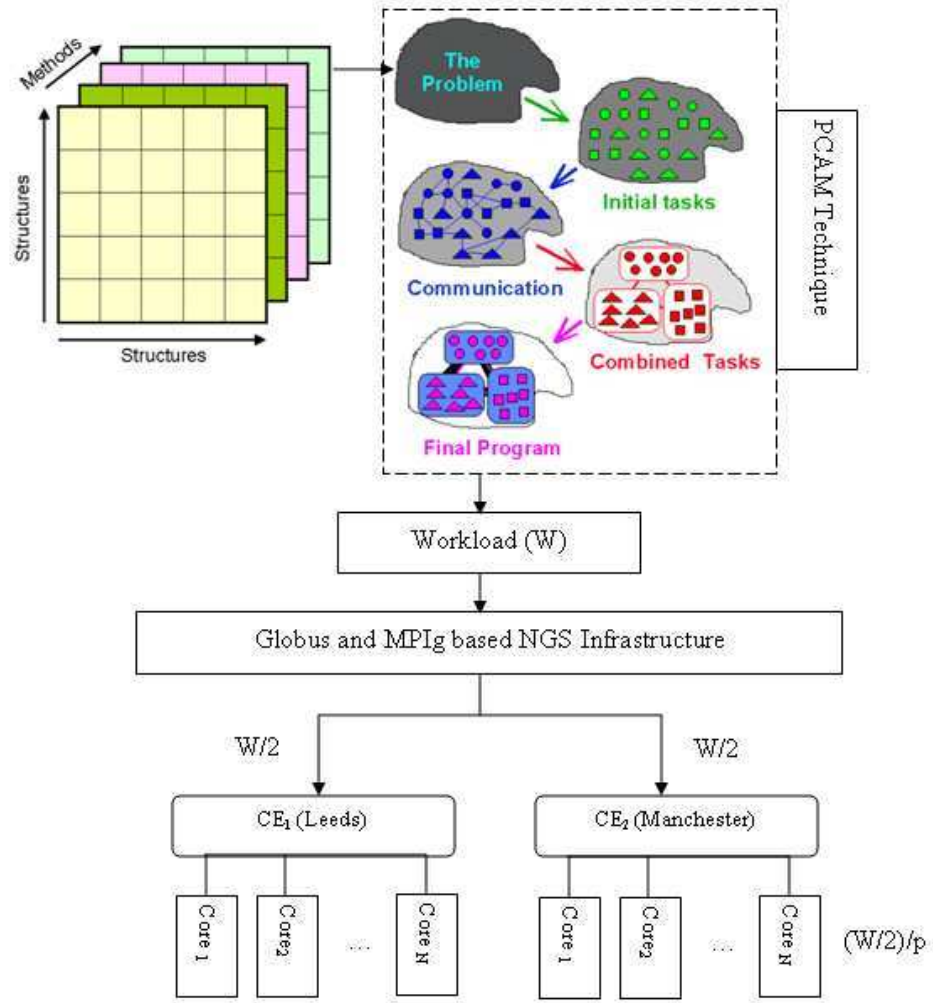 Methods
Structures
Structures
The
Problem
Initial tasks
Communication
Combined Tasks
Final Program
PCAM Technique
Workload (W)
Globus and MPIg based NGS Infrastructure
W/2
W/2
CE₁ (Leeds)
CE₂ (Manchester)
Core 1
Core2
...
Core N
Core 1
Core2
...
Core N
(W/2)/p